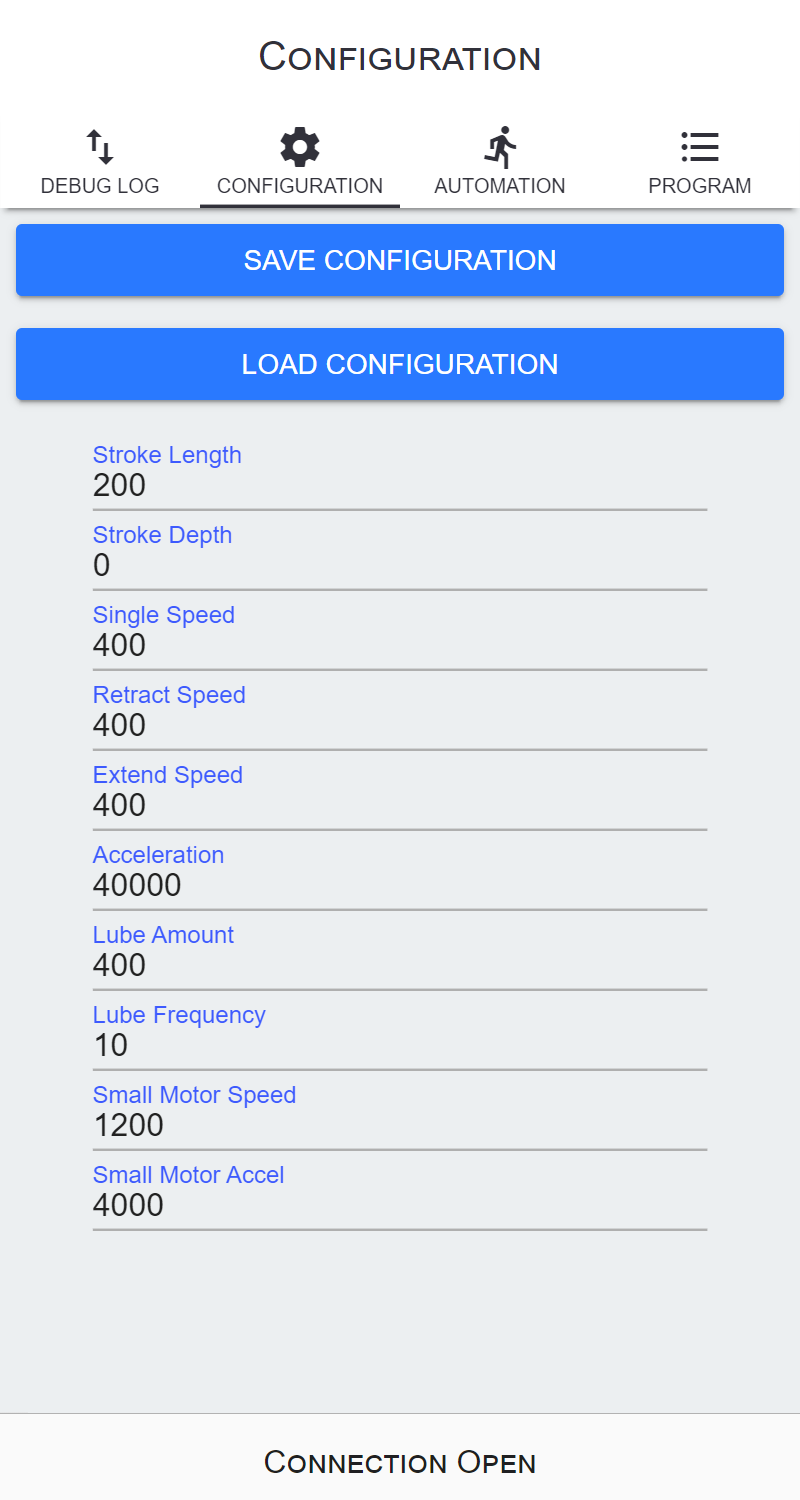 Configuration
DEBUG LOG
CONFIGURATION
AUTOMATION
PROGRAM
SAVE CONFIGURATION
LOAD CONFIGURATION
Stroke Length
200
Stroke Depth
0
Single Speed
400
Retract Speed
400
Extend Speed
400
Acceleration
40000
Lube Amount
400
Lube Frequency
10
Small Motor Speed
1200
Small Motor Accel
4000
Connection Open